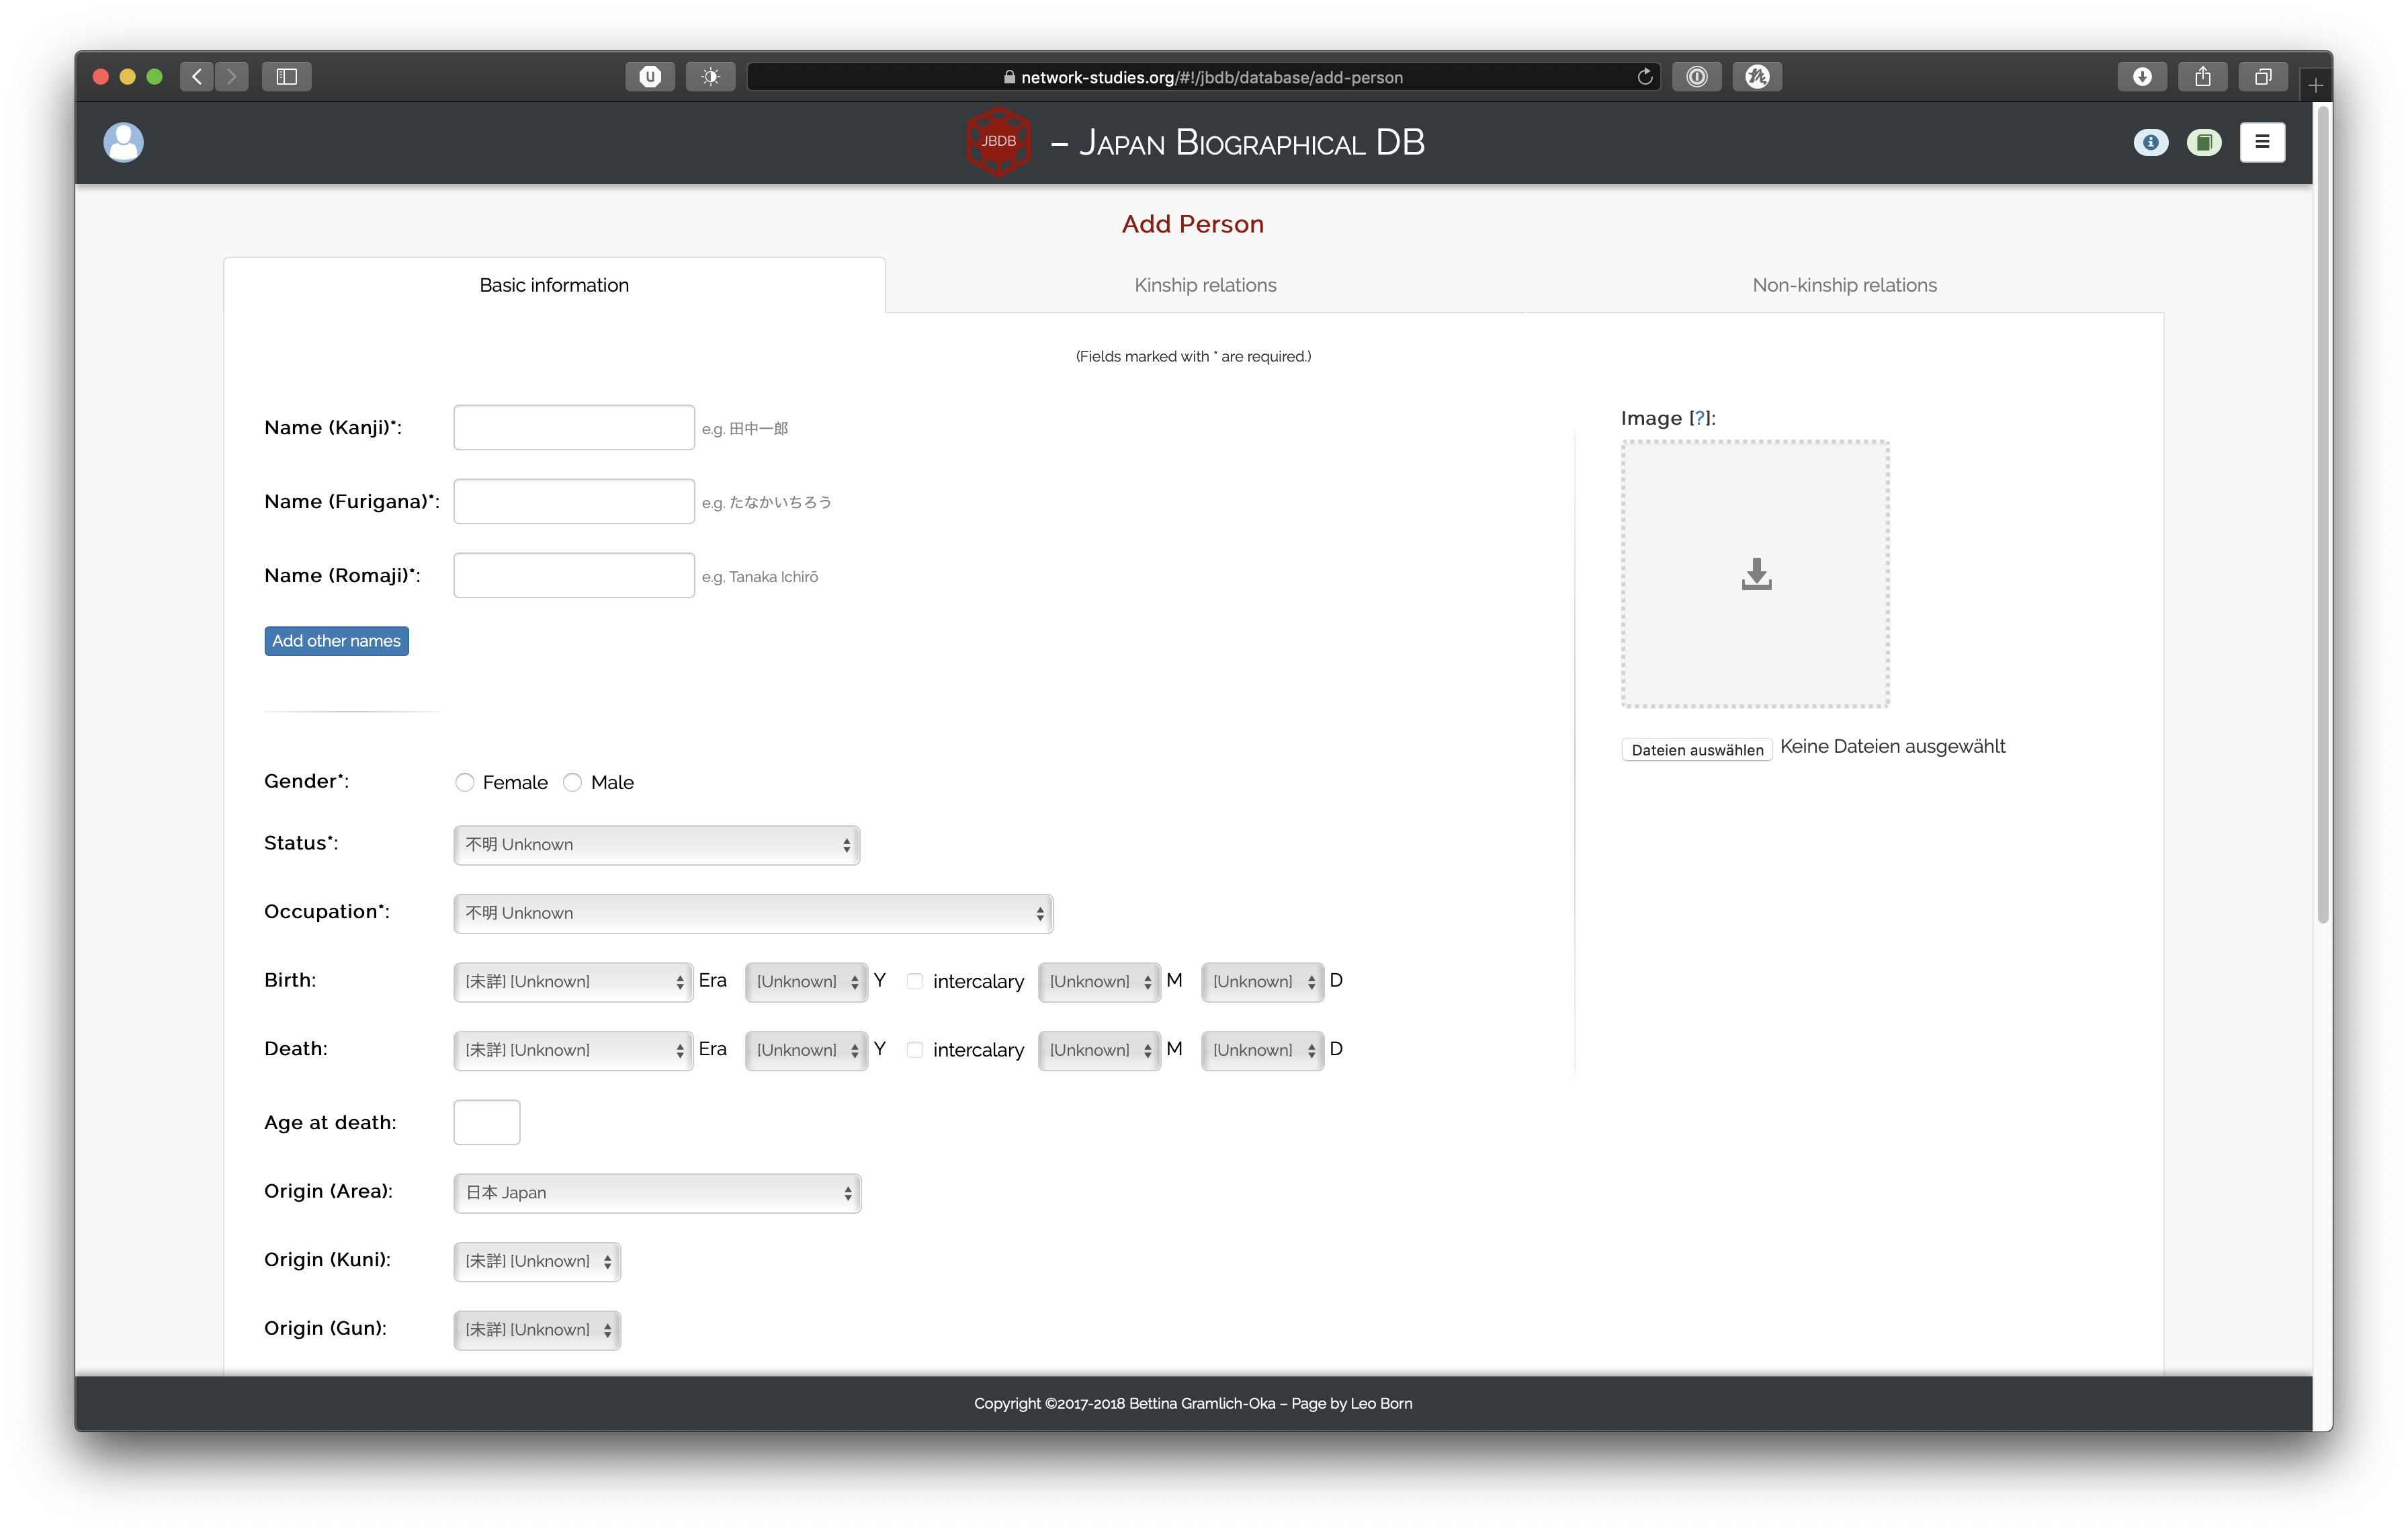 network-studies.org/#!/jbdb/database/add-person
JBDB – Japan Biographical DB
Add Person
Basic information
Kinship relations
Non-kinship relations
(Fields marked with * are required.)
Name (Kanji)*: e.g. 田中一郎
Name (Furigana)*: e.g. たなかいちろう
Name (Romaji)*: e.g. Tanaka Ichirō
Add other names
Image [?]:
Dateien auswählen Keine Dateien ausgewählt
Gender*: Female Male
Status*: 不明 Unknown
Occupation*: 不明 Unknown
Birth: [未詳] [Unknown] Era [Unknown] Y intercalary [Unknown] M [Unknown] D
Death: [未詳] [Unknown] Era [Unknown] Y intercalary [Unknown] M [Unknown] D
Age at death:
Origin (Area): 日本 Japan
Origin (Kuni): [未詳] [Unknown]
Origin (Gun): [未詳] [Unknown]
Copyright ©2017-2018 Bettina Gramlich-Oka – Page by Leo Born